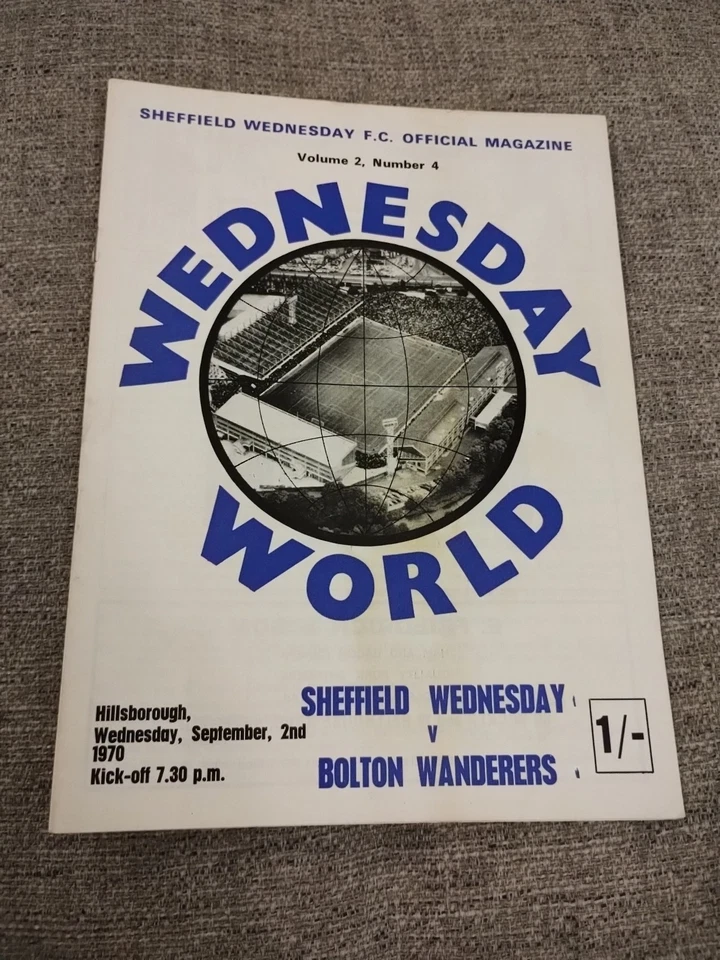 SHEFFIELD WEDNESDAY F.C. OFFICIAL MAGAZINE
Volume 2, Number 4
WEDNESDAY
WORLD
Hillsborough,
Wednesday, September, 2nd
1970
Kick-off 7.30 p.m.
SHEFFIELD WEDNESDAY
v
BOLTON WANDERERS
1/-